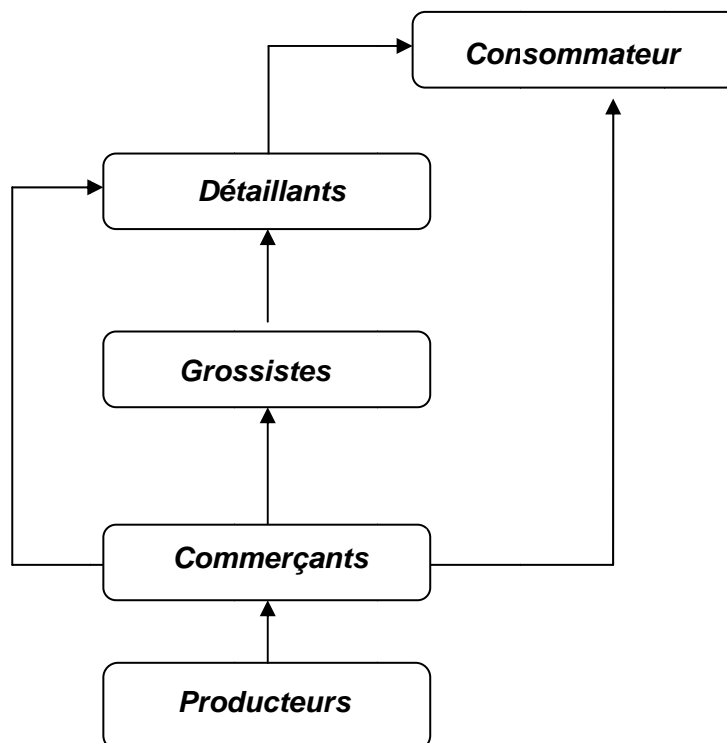 Consommateur
Détaillants
Grossistes
Commerçants
Producteurs